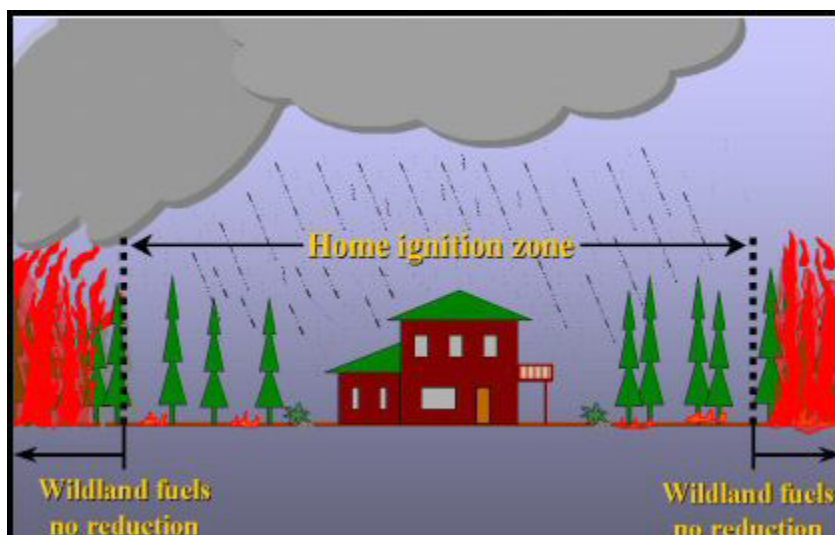 Home ignition zone
Wildland fuels
no reduction
Wildland fuels
no reduction